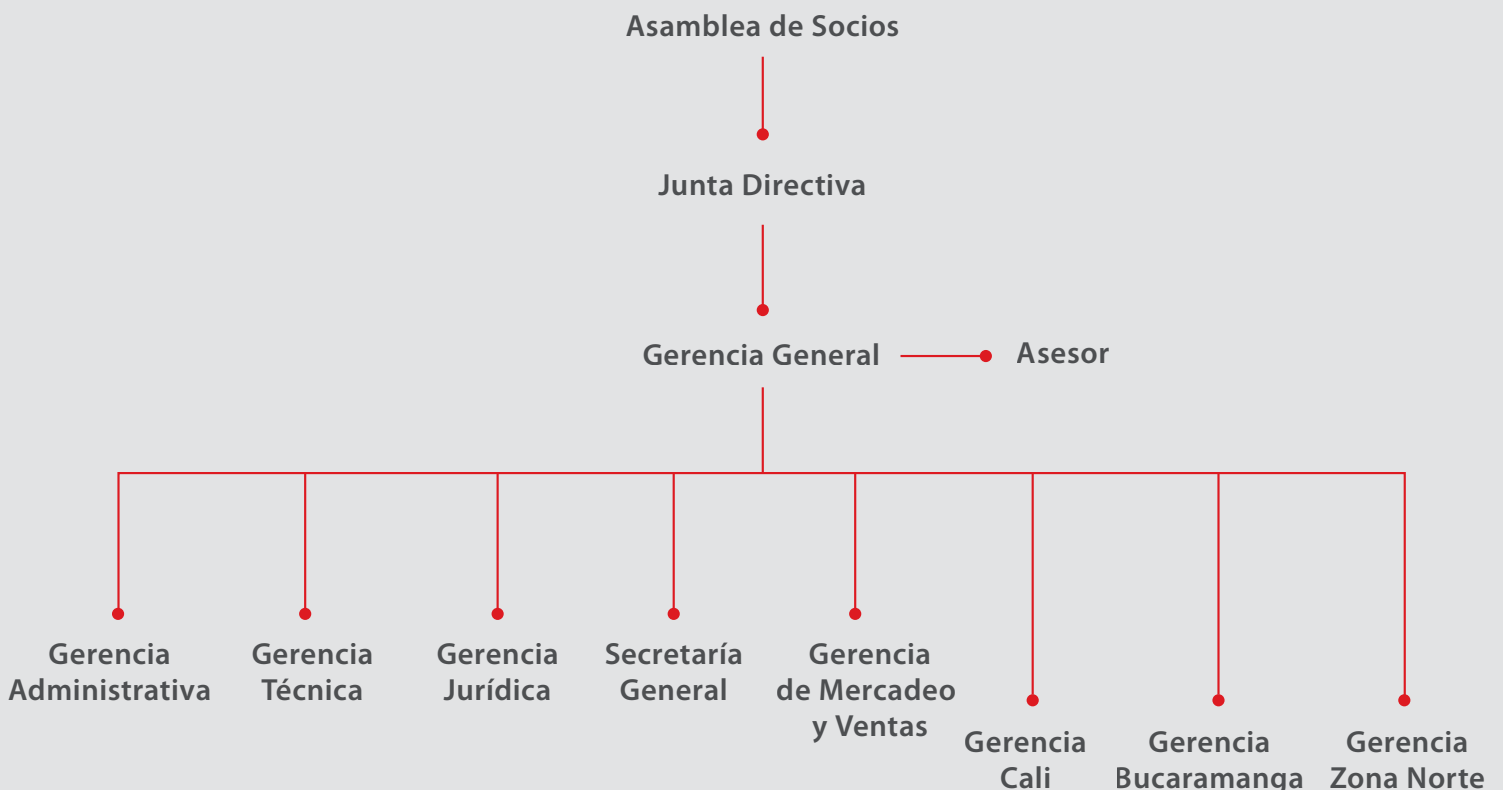 Asamblea de Socios
Junta Directiva
Gerencia General
Asesor
Gerencia
Administrativa
Gerencia
Técnica
Gerencia
Jurídica
Secretaría
General
Gerencia
de Mercadeo
y Ventas
Gerencia
Cali
Gerencia
Bucaramanga
Gerencia
Zona Norte